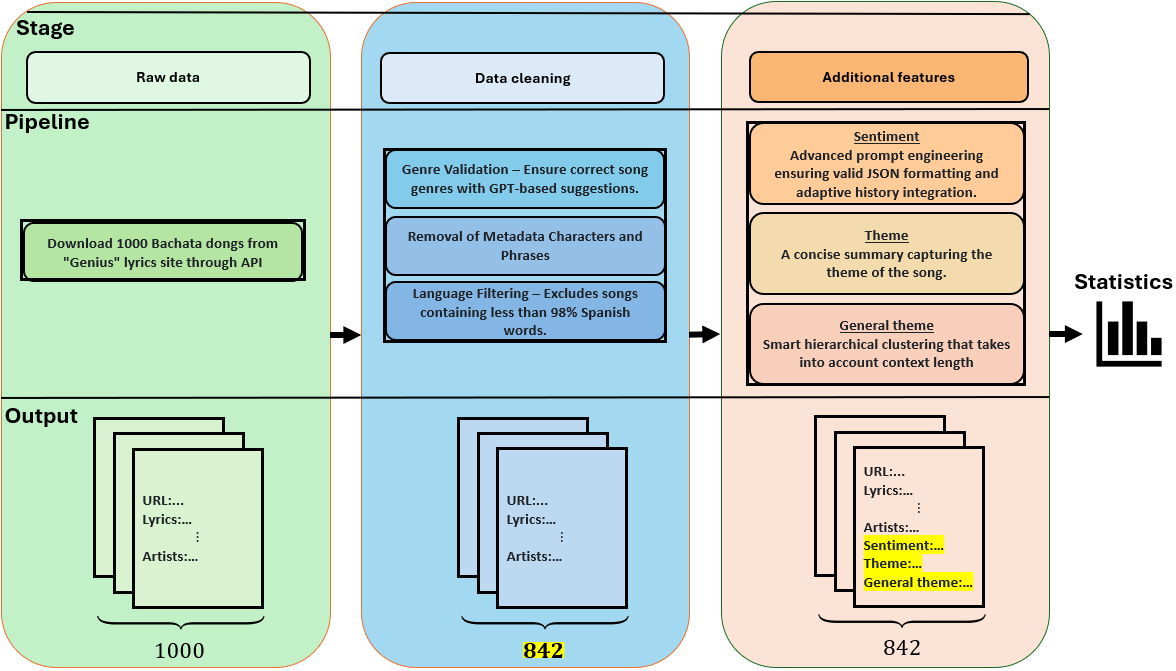 Stage
Raw data
Data cleaning
Additional features
Pipeline
Download 1000 Bachata dongs from
"Genius" lyrics site through API
Genre Validation – Ensure correct song
genres with GPT-based suggestions.
Removal of Metadata Characters and
Phrases
Language Filtering – Excludes songs
containing less than 98% Spanish
words.
Sentiment
Advanced prompt engineering
ensuring valid JSON formatting and
adaptive history integration.
Theme
A concise summary capturing the
theme of the song.
General theme
Smart hierarchical clustering that takes
into account context length
Statistics
Output
URL:...
Lyrics:...
⋮
Artists:...
1000
URL:...
Lyrics:...
⋮
Artists:...
842
URL:...
Lyrics:...
⋮
Artists:...
Sentiment:...
Theme:...
General theme:...
842